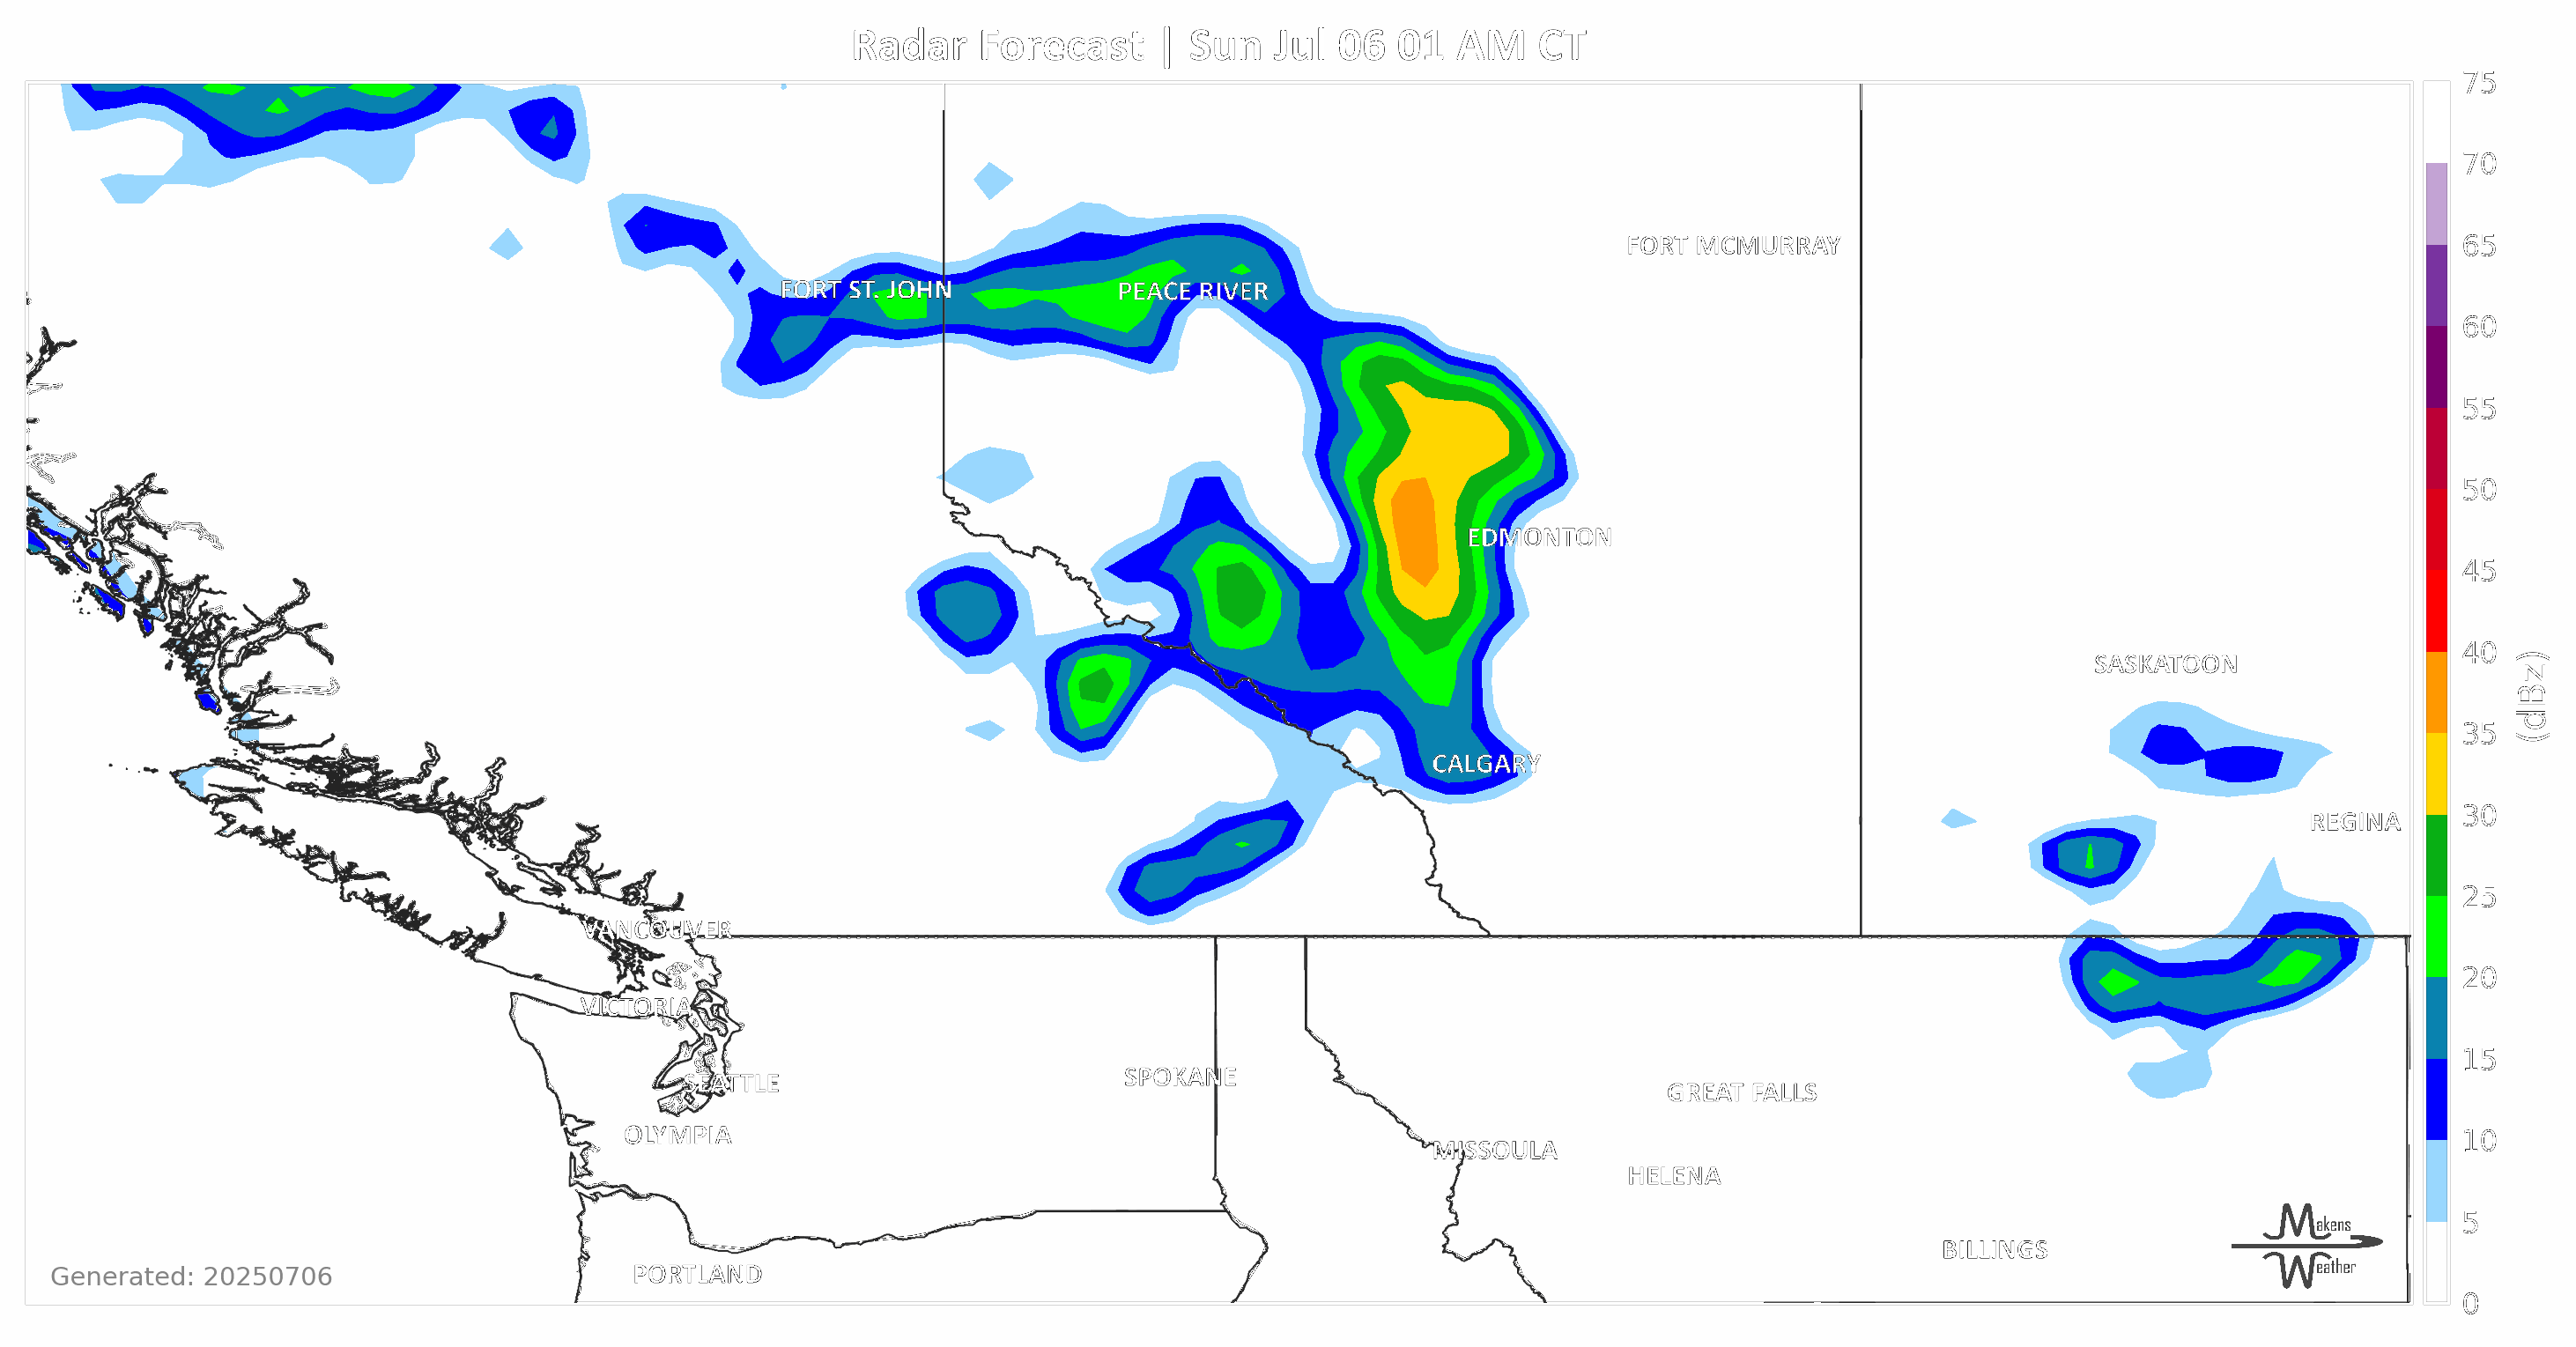 Radar Forecast | Sun Jul 06 01 AM CT
75
70
65
60
55
50
45
40
35
30
25
20
15
10
5
0
(dBz)
FORT MCMURRAY
FORT ST. JOHN
PEACE RIVER
EDMONTON
SASKATOON
CALGARY
REGINA
VANCOUVER
VICTORIA
SEATTLE
SPOKANE
GREAT FALLS
OLYMPIA
MISSOULA
HELENA
BILLINGS
PORTLAND
Makens
Weather
Generated: 20250706